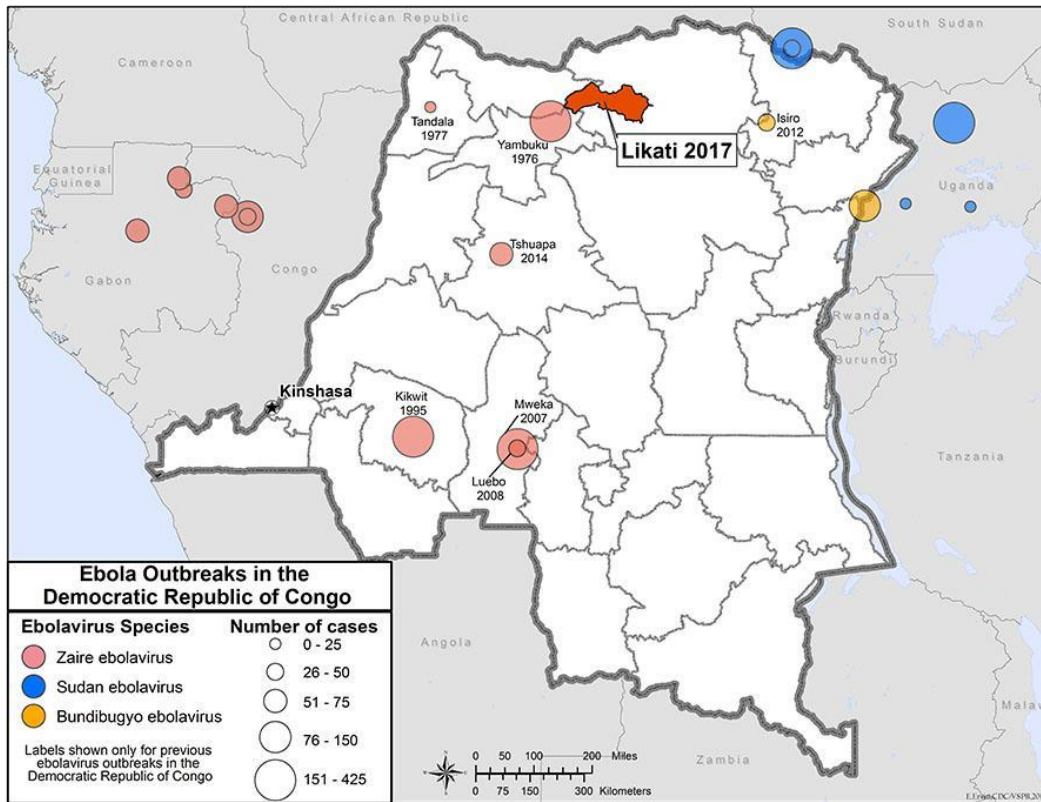 Central African Republic
South Sudan
Cameroon
Tandala
1977
Yambuku
1976
Isiro
2012
Likati 2017
Equatorial
Guinea
Uganda
Tshuapa
2014
Gabon
Congo
Rwanda
Burundi
Kinshasa
Kikwit
1995
Mweka
2007
Luebo
2008
Tanzania
Angola
Zambia
Malaw
Ebola Outbreaks in the
Democratic Republic of Congo
Ebolavirus Species
Zaire ebolavirus
Sudan ebolavirus
Bundibugyo ebolavirus
Labels shown only for previous
ebolavirus outbreaks in the
Democratic Republic of Congo
Number of cases
0 - 25
26 - 50
51 - 75
76 - 150
151 - 425
N
0 50 100 200 Miles
0 75 150 300 Kilometers